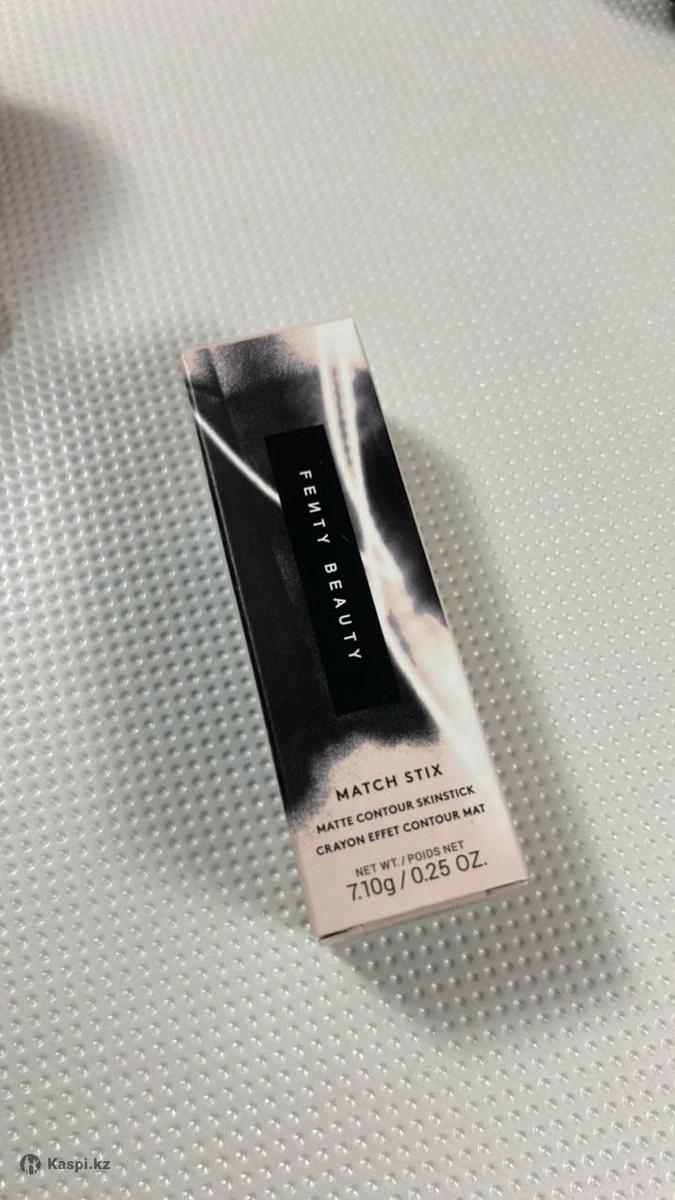 FEИTY BEAUTY
MATCH STIX
MATTE CONTOUR SKINSTICK
CRAYON EFFET CONTOUR MAT
NET WT. / POIDS NET
7.10g / 0.25 OZ.
Kaspi.kz